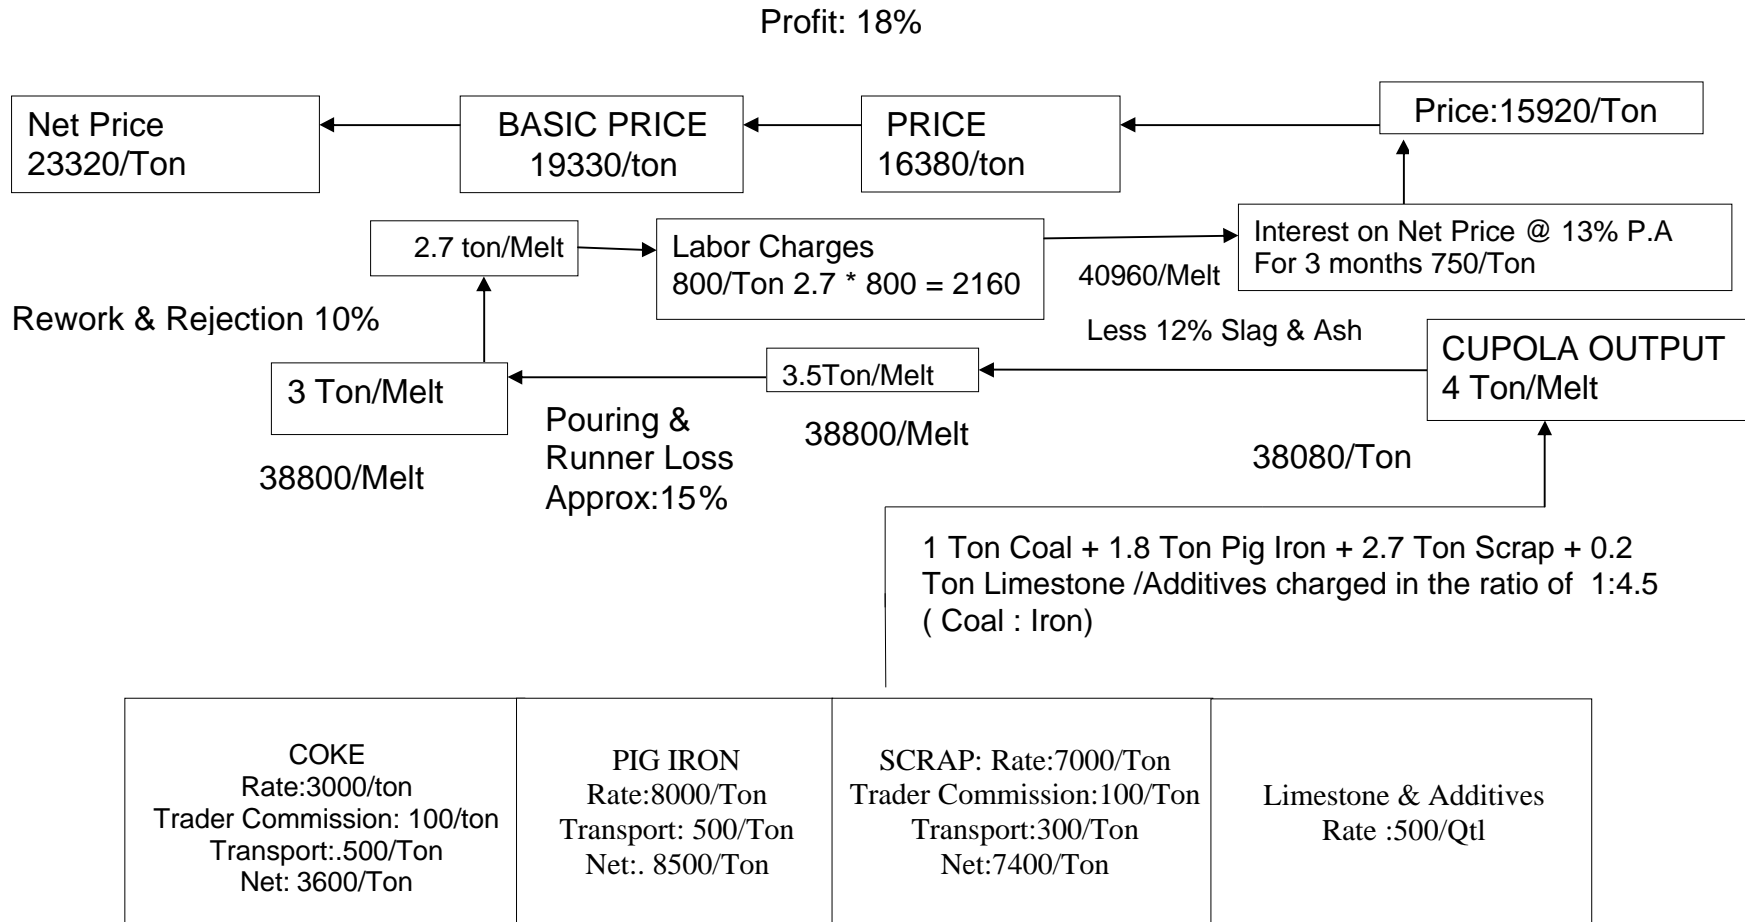 Profit: 18%
Net Price
23320/Ton
BASIC PRICE
19330/ton
PRICE
16380/ton
Price:15920/Ton
2.7 ton/Melt
Labor Charges
800/Ton 2.7 * 800 = 2160
40960/Melt
Interest on Net Price @ 13% P.A
For 3 months 750/Ton
Rework & Rejection 10%
Less 12% Slag & Ash
3 Ton/Melt
3.5Ton/Melt
CUPOLA OUTPUT
4 Ton/Melt
38800/Melt
Pouring &
Runner Loss
Approx:15%
38800/Melt
38080/Ton
1 Ton Coal + 1.8 Ton Pig Iron + 2.7 Ton Scrap + 0.2
Ton Limestone /Additives charged in the ratio of 1:4.5
( Coal : Iron)
COKE
Rate:3000/ton
Trader Commission: 100/ton
Transport:.500/Ton
Net: 3600/Ton
PIG IRON
Rate:8000/Ton
Transport: 500/Ton
Net:. 8500/Ton
SCRAP: Rate:7000/Ton
Trader Commission:100/Ton
Transport:300/Ton
Net:7400/Ton
Limestone & Additives
Rate :500/Qtl